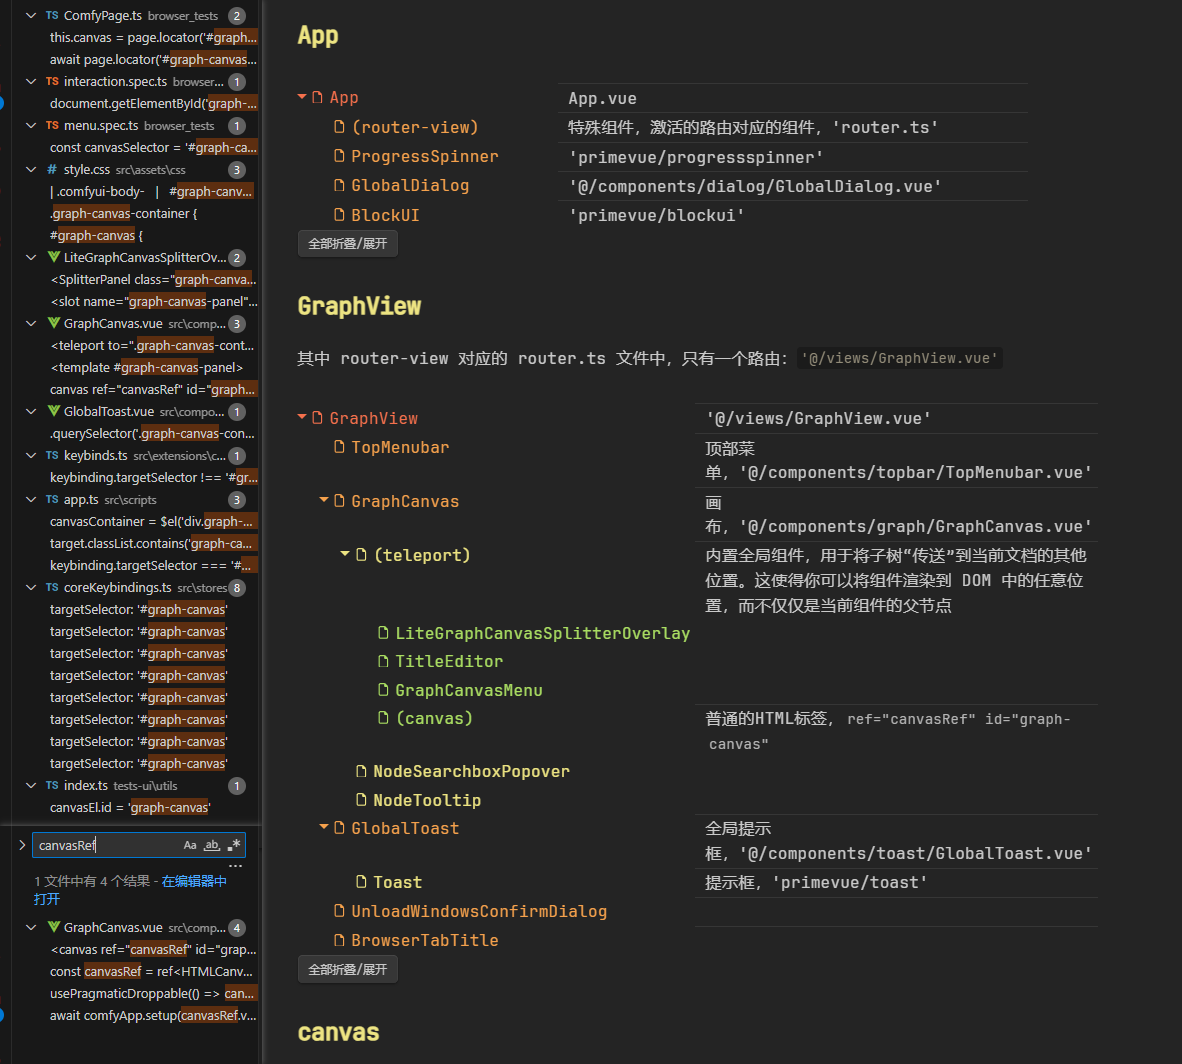 TS ComfyPage.ts browser_tests 2
this.canvas = page.locator('#graph...
await page.locator('#graph-canvas...
TS interaction.spec.ts browser... 1
document.getElementById('graph-...
TS menu.spec.ts browser_tests 1
const canvasSelector = '#graph-ca...
# style.css src\assets\css 3
| .comfyui-body- | #graph-canv...
.graph-canvas-container {
#graph-canvas {
LiteGraphCanvasSplitterOv... 2
<SplitterPanel class="graph-canva...
<slot name="graph-canvas-panel"...
GraphCanvas.vue src\comp... 3
<teleport to=".graph-canvas-cont...
<template #graph-canvas-panel>
canvas ref="canvasRef" id="graph...
GlobalToast.vue src\compo... 1
.querySelector('.graph-canvas-con...
TS keybinds.ts src\extensions\c... 1
keybinding.targetSelector !== '#gr...
TS app.ts src\scripts 3
canvasContainer = $el('div.graph-...
target.classList.contains('graph-ca...
keybinding.targetSelector === '#...
TS coreKeybindings.ts src\stores 8
targetSelector: '#graph-canvas'
targetSelector: '#graph-canvas'
targetSelector: '#graph-canvas'
targetSelector: '#graph-canvas'
targetSelector: '#graph-canvas'
targetSelector: '#graph-canvas'
targetSelector: '#graph-canvas'
targetSelector: '#graph-canvas'
TS index.ts tests-ui\utils 1
canvasEl.id = 'graph-canvas'
canvasRef Aa ab .*
...
1 文件中有 4 个结果 - 在编辑器中
打开
GraphCanvas.vue src\comp... 4
<canvas ref="canvasRef" id="grap...
const canvasRef = ref<HTMLCanv...
usePragmaticDroppable(() => can...
await comfyApp.setup(canvasRef.v...
App
App App.vue
(router-view) 特殊组件，激活的路由对应的组件，'router.ts'
ProgressSpinner 'primevue/progressspinner'
GlobalDialog '@/components/dialog/GlobalDialog.vue'
BlockUI 'primevue/blockui'
全部折叠/展开
GraphView
其中 router-view 对应的 router.ts 文件中，只有一个路由：'@/views/GraphView.vue'
GraphView '@/views/GraphView.vue'
TopMenubar 顶部菜
单，'@/components/topbar/TopMenubar.vue'
GraphCanvas 画
布，'@/components/graph/GraphCanvas.vue'
(teleport) 内置全局组件，用于将子树“传送”到当前文档的其他
位置。这使得你可以将组件渲染到 DOM 中的任意位
置，而不仅仅是当前组件的父节点
LiteGraphCanvasSplitterOverlay
TitleEditor
GraphCanvasMenu
(canvas) 普通的HTML标签，ref="canvasRef" id="graph-
canvas"
NodeSearchboxPopover
NodeTooltip
GlobalToast 全局提示
框，'@/components/toast/GlobalToast.vue'
Toast 提示框，'primevue/toast'
UnloadWindowsConfirmDialog
BrowserTabTitle
全部折叠/展开
canvas